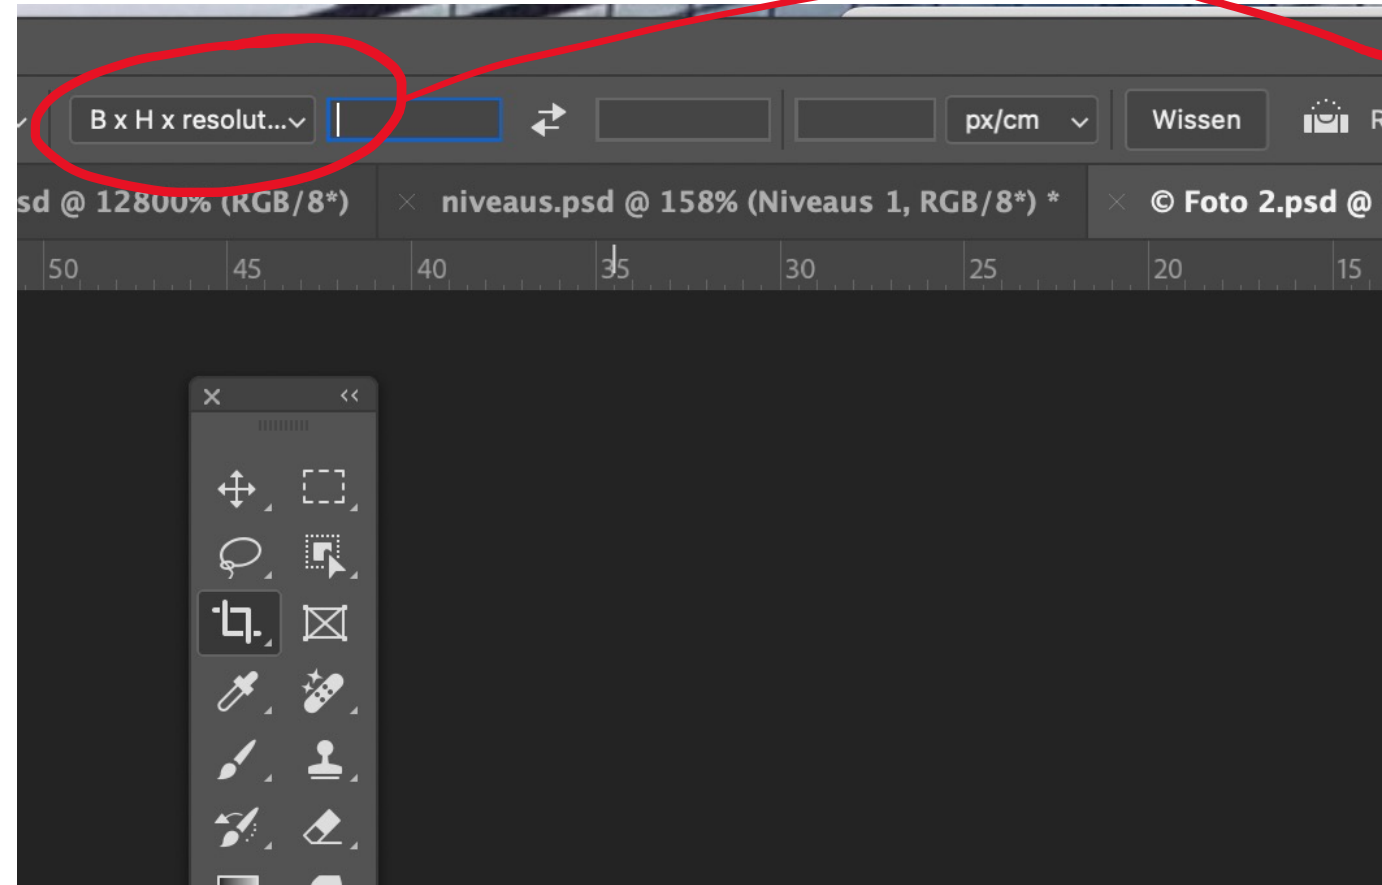 B x H x resolut... px/cm Wissen R
sd @ 12800% (RGB/8*) niveaus.psd @ 158% (Niveaus 1, RGB/8*) * © Foto 2.psd @
50 45 40 35 30 25 20 15